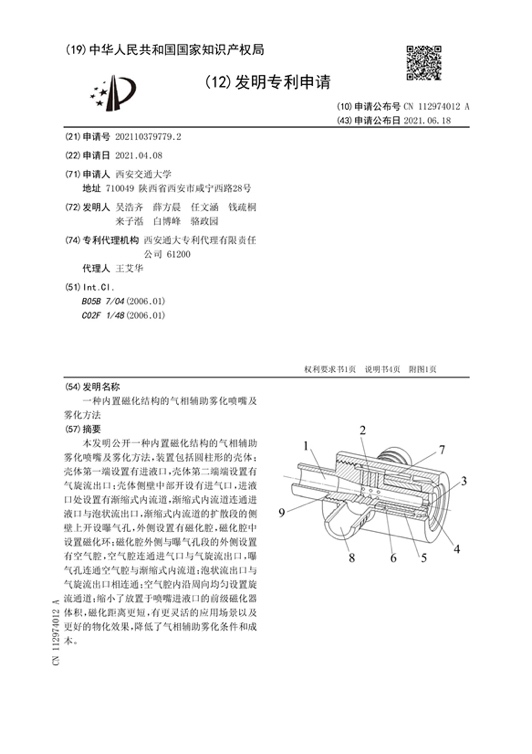 (19)中华人民共和国国家知识产权局
(12)发明专利申请
(10)申请公布号 CN 112974012 A
(43)申请公布日 2021.06.18
(21)申请号 202110379779.2
(22)申请日 2021.04.08
(71)申请人 西安交通大学
地址 710049 陕西省西安市咸宁西路28号
(72)发明人 吴浩齐 薛方晨 任文涵 钱疏桐
来子泓 白博峰 骆政园
(74)专利代理机构 西安通大专利代理有限责任
公司 61200
代理人 王艾华
(51)Int.Cl.
B05B 7/04(2006.01)
C02F 1/48(2006.01)
权利要求书1页 说明书4页 附图1页
(54)发明名称
一种内置磁化结构的气相辅助雾化喷嘴及
雾化方法
(57)摘要
本发明公开一种内置磁化结构的气相辅助
雾化喷嘴及雾化方法,装置包括圆柱形的壳体;
壳体第一端设置有进液口,壳体第二端端设置有
气旋流出口;壳体侧壁中部开设有进气口,进液
口处设置有渐缩式内流道,渐缩式内流道连通进
液口与泡状流出口,渐缩式内流道的扩散段的侧
壁上开设曝气孔,外侧设置有磁化腔,磁化腔中
设置磁化环;磁化腔外侧与曝气孔段的外侧设置
有空气腔,空气腔连通进气口与气旋流出口,曝
气孔连通空气腔与渐缩式内流道;泡状流出口与
气旋流出口相连通;空气腔内沿周向均匀设置旋
流通道;缩小了放置于喷嘴进液口的前级磁化器
体积,磁化距离更短,有更灵活的应用场景以及
更好的物化效果,降低了气相辅助雾化条件和成
本。
1
2
7
3
9
4
8
6
5
CN 112974012 A